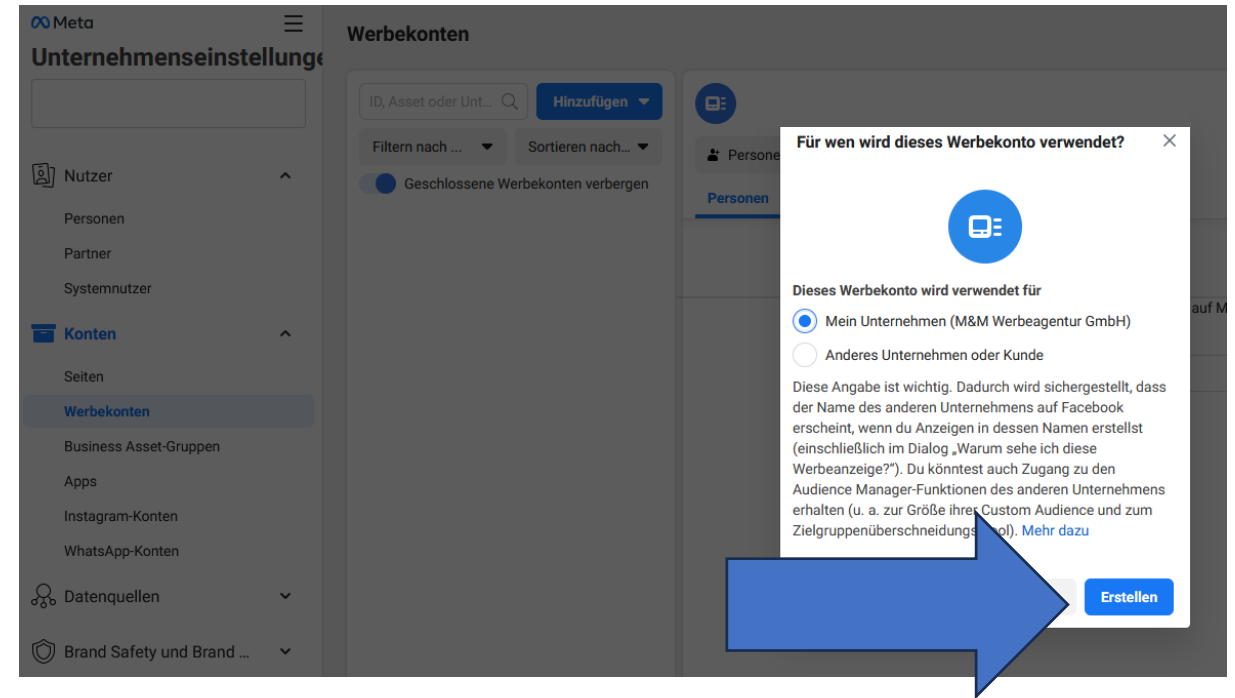 Meta
Unternehmenseinstellunge
Nutzer
Personen
Partner
Systemnutzer
Konten
Seiten
Werbekonten
Business Asset-Gruppen
Apps
Instagram-Konten
WhatsApp-Konten
Datenquellen
Brand Safety und Brand ...
Werbekonten
ID, Asset oder Unt...
Hinzufügen
Filtern nach ...
Sortieren nach...
Geschlossene Werbekonten verbergen
Persone
Personen
auf M
Für wen wird dieses Werbekonto verwendet?
Dieses Werbekonto wird verwendet für
Mein Unternehmen (M&M Werbeagentur GmbH)
Anderes Unternehmen oder Kunde
Diese Angabe ist wichtig. Dadurch wird sichergestellt, dass
der Name des anderen Unternehmens auf Facebook
erscheint, wenn du Anzeigen in dessen Namen erstellst
(einschließlich im Dialog „Warum sehe ich diese
Werbeanzeige?"). Du könntest auch Zugang zu den
Audience Manager-Funktionen des anderen Unternehmens
erhalten (u. a. zur Größe ihrer Custom Audience und zum
Zielgruppenüberschneidungs ool). Mehr dazu
Erstellen